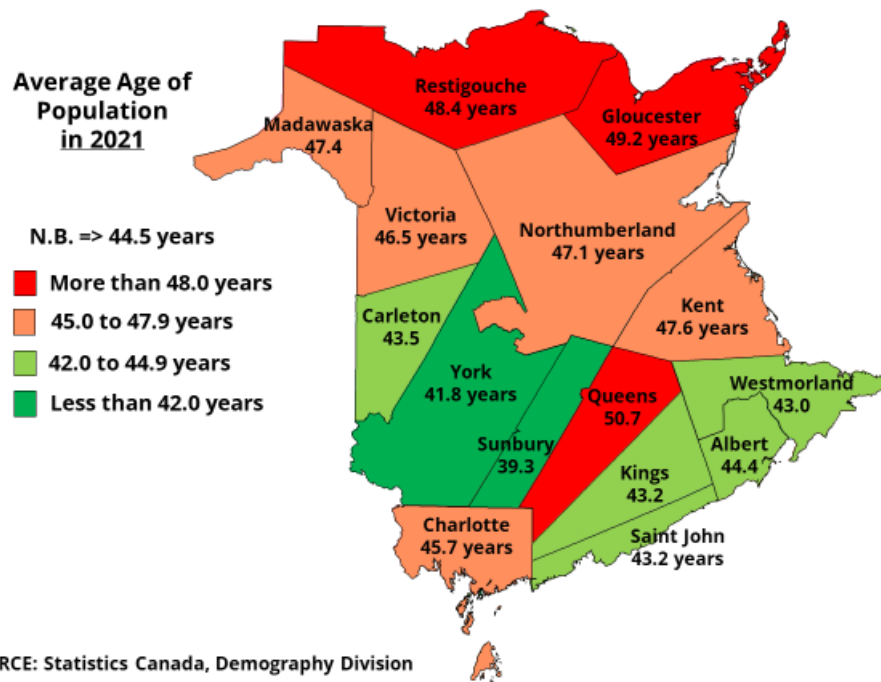 Average Age of
Population
in 2021
N.B. => 44.5 years
More than 48.0 years
45.0 to 47.9 years
42.0 to 44.9 years
Less than 42.0 years
Restigouche
48.4 years
Gloucester
49.2 years
Madawaska
47.4
Victoria
46.5 years
Northumberland
47.1 years
Carleton
43.5
Kent
47.6 years
York
41.8 years
Sunbury
39.3
Queens
50.7
Westmorland
43.0
Albert
44.4
Kings
43.2
Saint John
43.2 years
Charlotte
45.7 years
RCE: Statistics Canada, Demography Division